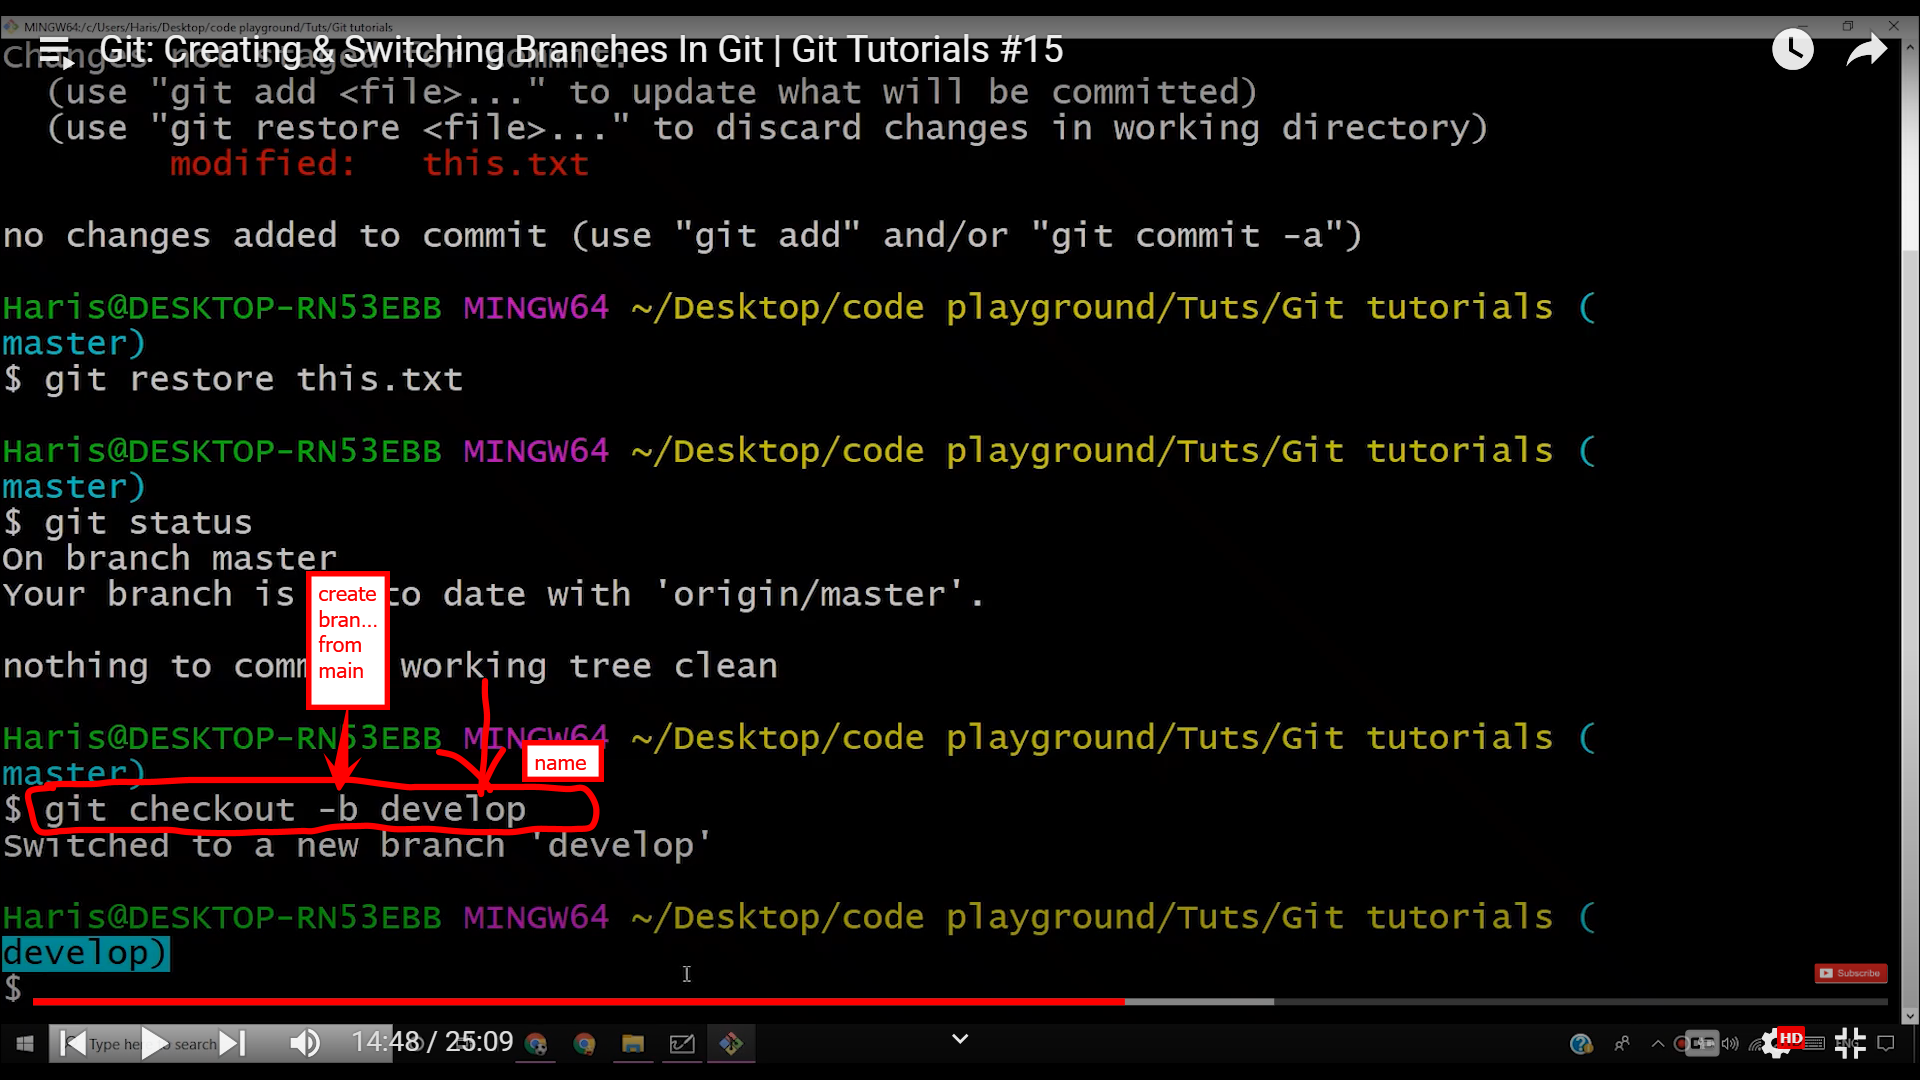 MINGW64:/c/Users/Haris/Desktop/code playground/Tuts/Git tutorials
Git: Creating & Switching Branches In Git | Git Tutorials #15
Changes not staged for commit:
(use "git add <file>..." to update what will be committed)
(use "git restore <file>..." to discard changes in working directory)
modified: this.txt
no changes added to commit (use "git add" and/or "git commit -a")
Haris@DESKTOP-RN53EBB MINGW64 ~/Desktop/code playground/Tuts/Git tutorials (
master)
$ git restore this.txt
Haris@DESKTOP-RN53EBB MINGW64 ~/Desktop/code playground/Tuts/Git tutorials (
master)
$ git status
On branch master
Your branch is to date with 'origin/master'.
create
bran...
from
main
nothing to comm working tree clean
Haris@DESKTOP-RN53EBB MINGW64 ~/Desktop/code playground/Tuts/Git tutorials (
master)
name
$ git checkout -b develop
Switched to a new branch 'develop'
Haris@DESKTOP-RN53EBB MINGW64 ~/Desktop/code playground/Tuts/Git tutorials (
develop)
Subscribe
$
Type he to search
14:48 / 25:09
HD
ENG